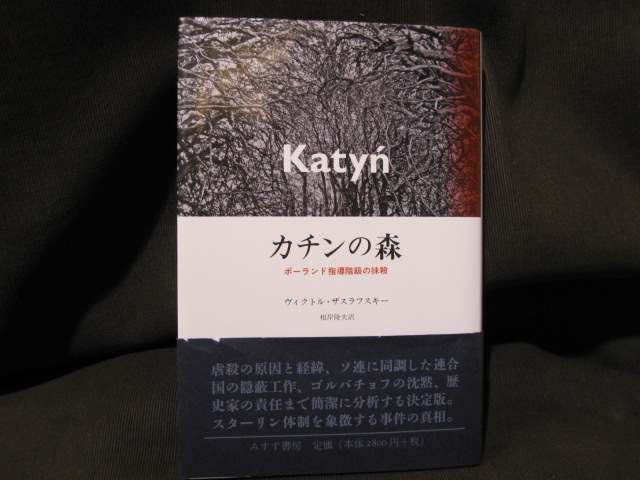 Katyń
カチンの森
ポーランド指導階級の抹殺
ヴィクトル・ザスラフスキー
根岸隆夫訳
虐殺の原因と経緯、ソ連に同調した連合
国の隠蔽工作、ゴルバチョフの沈黙、歴
史家の責任まで簡潔に分析する決定版。
スターリン体制を象徴する事件の真相。
みすず書房　定価（本体2800円＋税）